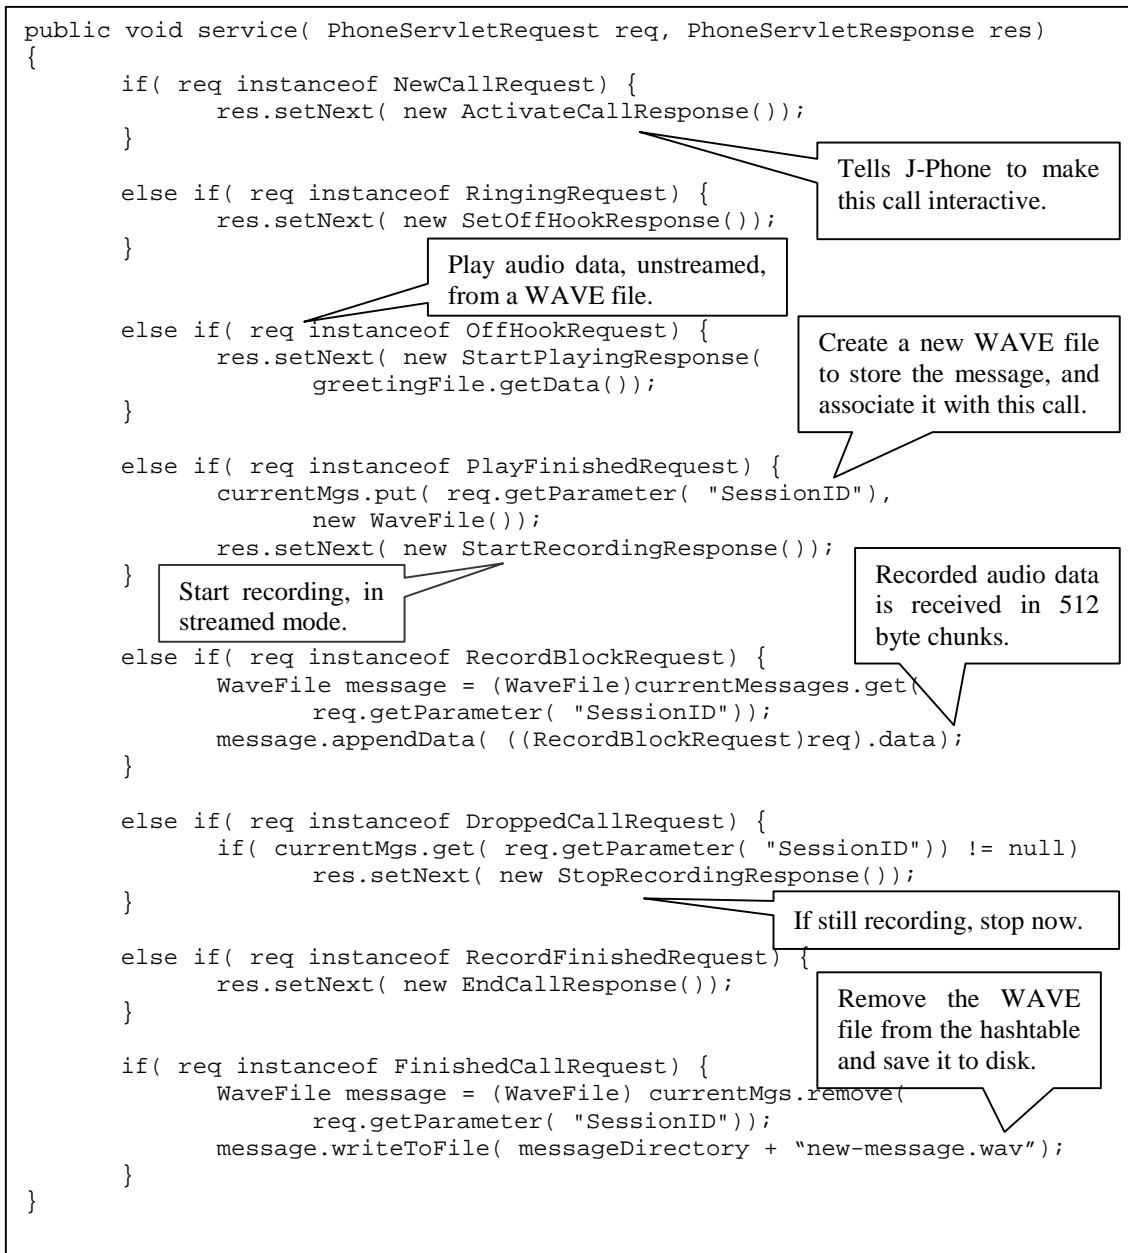 public void service( PhoneServletRequest req, PhoneServletResponse res)
{
if( req instanceof NewCallRequest) {
res.setNext( new ActivateCallResponse());
}
Tells J-Phone to make
this call interactive.
else if( req instanceof RingingRequest) {
res.setNext( new SetOffHookResponse());
}
Play audio data, unstreamed,
from a WAVE file.
else if( req instanceof OffHookRequest) {
res.setNext( new StartPlayingResponse(
greetingFile.getData());
}
Create a new WAVE file
to store the message, and
associate it with this call.
else if( req instanceof PlayFinishedRequest) {
currentMgs.put( req.getParameter( "SessionID"),
new WaveFile());
res.setNext( new StartRecordingResponse());
}
Start recording, in
streamed mode.
Recorded audio data
is received in 512
byte chunks.
else if( req instanceof RecordBlockRequest) {
WaveFile message = (WaveFile)currentMessages.get(
req.getParameter( "SessionID"));
message.appendData( ((RecordBlockRequest)req).data);
}
else if( req instanceof DroppedCallRequest) {
if( currentMgs.get( req.getParameter( "SessionID")) != null)
res.setNext( new StopRecordingResponse());
}
If still recording, stop now.
else if( req instanceof RecordFinishedRequest) {
res.setNext( new EndCallResponse());
}
Remove the WAVE
file from the hashtable
and save it to disk.
if( req instanceof FinishedCallRequest) {
WaveFile message = (WaveFile) currentMgs.remove(
req.getParameter( "SessionID"));
message.writeToFile( messageDirectory + “new-message.wav”);
}
}